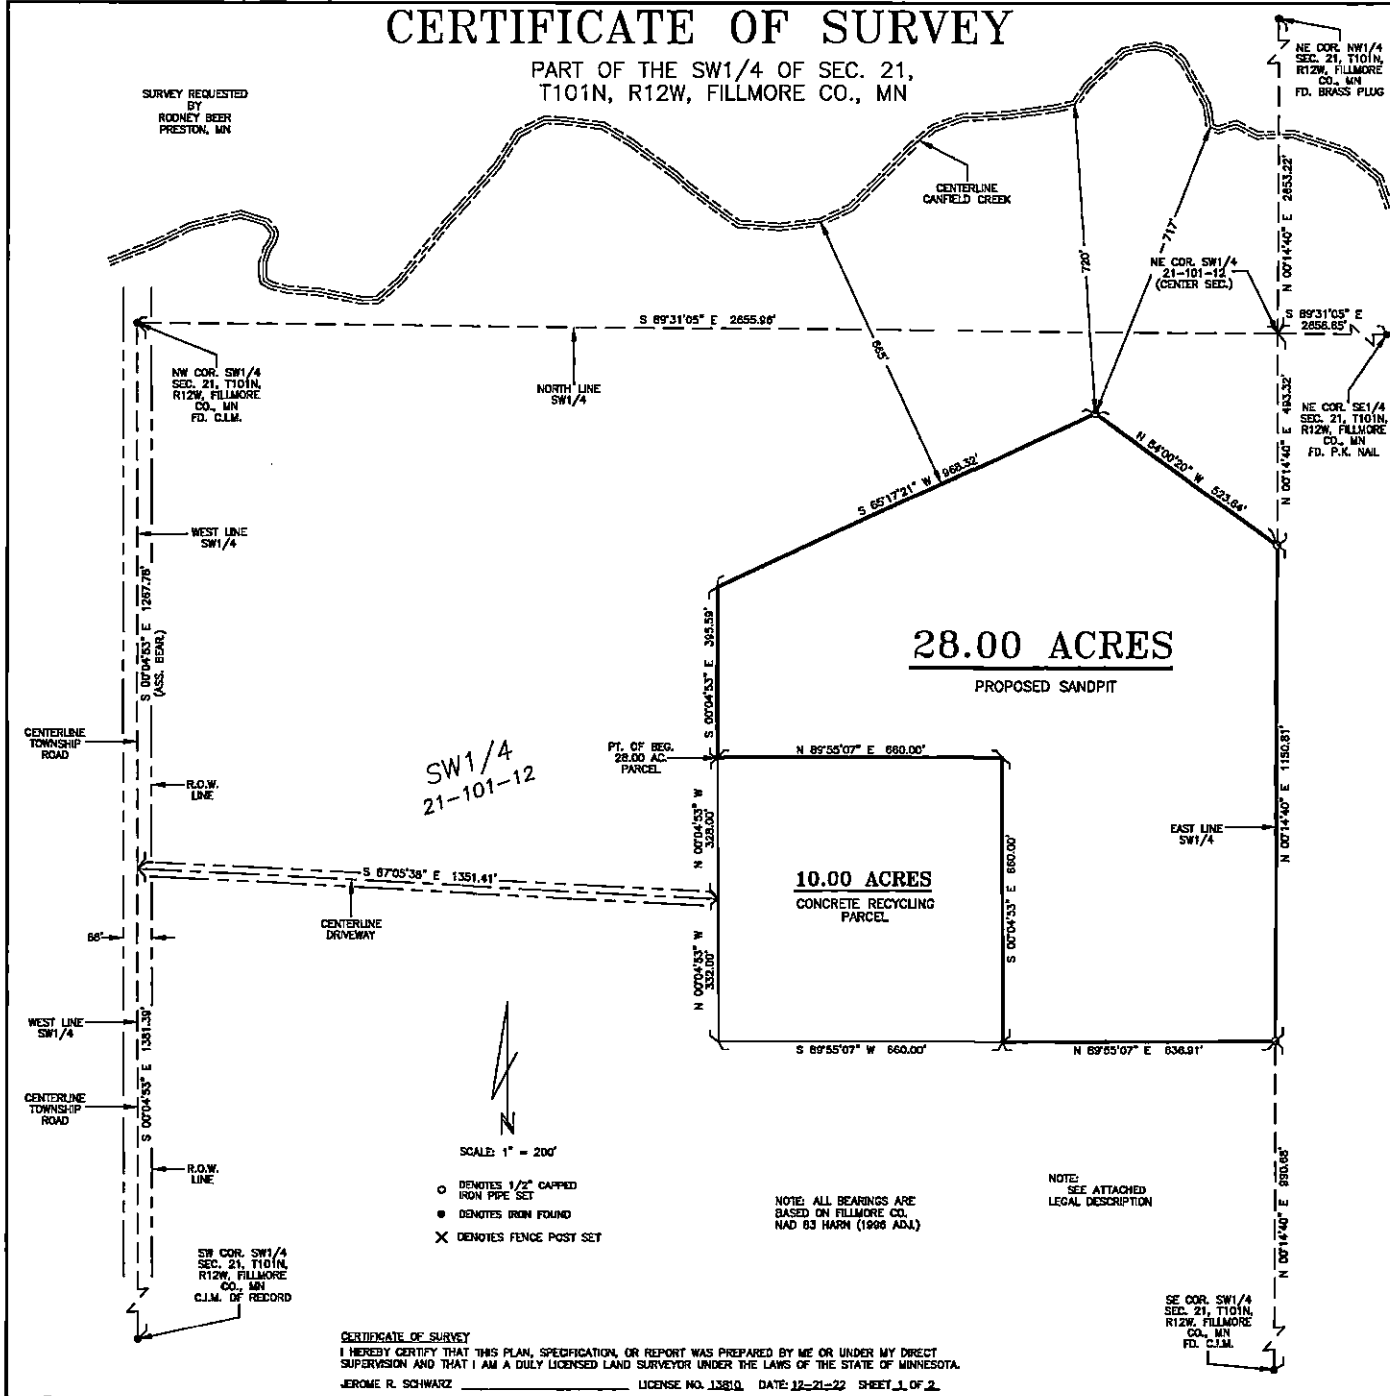 CERTIFICATE OF SURVEY
PART OF THE SW1/4 OF SEC. 21,
T101N, R12W, FILLMORE CO., MN
SURVEY REQUESTED
BY
RODNEY BEER
PRESTON, MN
NE COR. NW1/4
SEC. 21, T101N,
R12W, FILLMORE
CO., MN
FD. BRASS PLUG
CENTERLINE
CANFIELD CREEK
N 00°14'40" E 2653.22'
720'
717'
665'
NE COR. SW1/4
21-101-12
(CENTER SEC.)
S 89°31'05" E 2655.96'
S 89°31'05" E
2656.65'
NORTH LINE
SW1/4
NW COR. SW1/4
SEC. 21, T101N,
R12W, FILLMORE
CO., MN
FD. C.I.M.
NE COR. SE1/4
SEC. 21, T101N,
R12W, FILLMORE
CO., MN
FD. P.K. NAIL
N 00°14'40" E 493.32'
S 65°17'21" W 968.32'
N 54°00'20" W 523.64'
WEST LINE
SW1/4
S 00°04'53" E 1267.78'
(ASS. BEAR.)
S 00°04'53" E 395.59'
28.00 ACRES
PROPOSED SANDPIT
CENTERLINE
TOWNSHIP
ROAD
R.O.W.
LINE
SW1/4
21-101-12
PT. OF BEG.
28.00 AC.
PARCEL
N 89°55'07" E 660.00'
N 00°04'53" W
328.00'
EAST LINE
SW1/4
N 00°14'40" E 1150.81'
S 87°05'38" E 1351.41'
CENTERLINE
DRIVEWAY
10.00 ACRES
CONCRETE RECYCLING
PARCEL
S 00°04'53" E 660.00'
66'
N 00°04'53" W
332.00'
WEST LINE
SW1/4
S 00°04'53" E 1381.39'
S 89°55'07" W 660.00'
N 89°55'07" E 636.91'
CENTERLINE
TOWNSHIP
ROAD
R.O.W.
LINE
N
SCALE: 1" = 200'
DENOTES 1/2" CAPPED
IRON PIPE SET
DENOTES IRON FOUND
DENOTES FENCE POST SET
NOTE: ALL BEARINGS ARE
BASED ON FILLMORE CO.
NAD 83 HARN (1996 ADJ.)
NOTE:
SEE ATTACHED
LEGAL DESCRIPTION
N 00°14'40" E 990.68'
SW COR. SW1/4
SEC. 21, T101N,
R12W, FILLMORE
CO., MN
C.I.M. OF RECORD
SE COR. SW1/4
SEC. 21, T101N,
R12W, FILLMORE
CO., MN
FD. C.I.M.
CERTIFICATE OF SURVEY
I HEREBY CERTIFY THAT THIS PLAN, SPECIFICATION, OR REPORT WAS PREPARED BY ME OR UNDER MY DIRECT
SUPERVISION AND THAT I AM A DULY LICENSED LAND SURVEYOR UNDER THE LAWS OF THE STATE OF MINNESOTA.
JEROME R. SCHWARZ LICENSE NO. 13810 DATE: 12-21-22 SHEET 1 OF 2